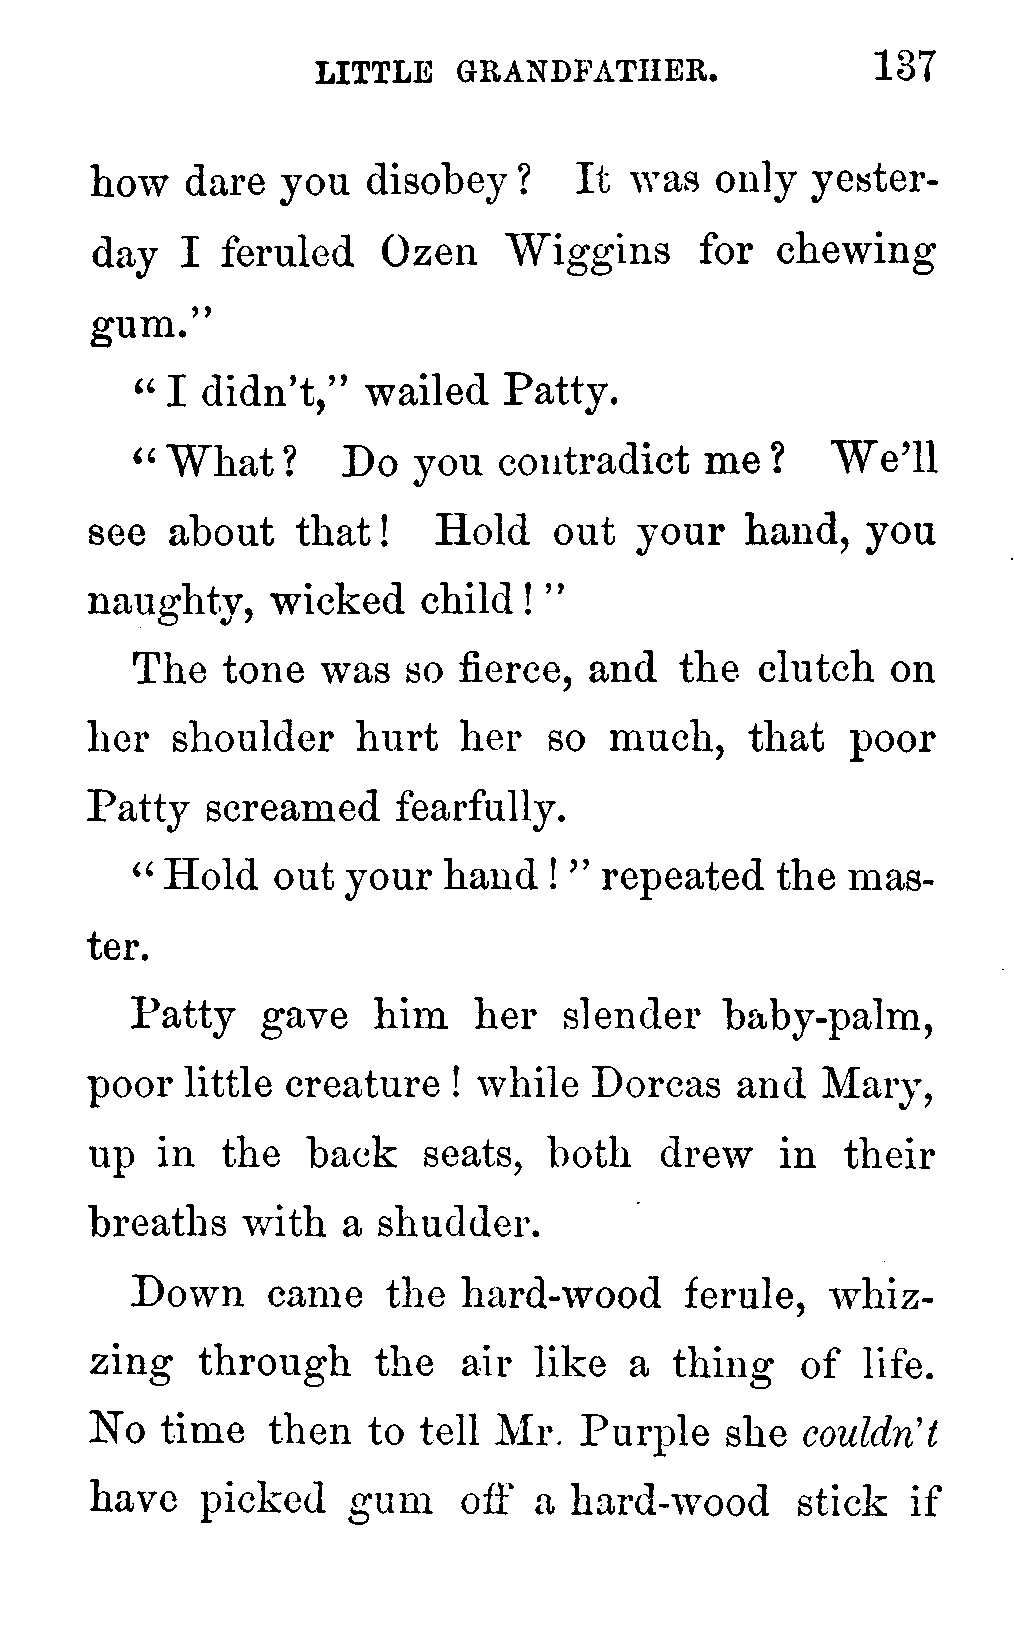 LITTLE GRANDFATHER. 137
how dare you disobey? It was only yester-
day I feruled Ozen Wiggins for chewing
gum."
"I didn't," wailed Patty.
"What? Do you contradict me? We'll
see about that! Hold out your hand, you
naughty, wicked child!"
The tone was so fierce, and the clutch on
her shoulder hurt her so much, that poor
Patty screamed fearfully.
"Hold out your hand!" repeated the mas-
ter.
Patty gave him her slender baby-palm,
poor little creature! while Dorcas and Mary,
up in the back seats, both drew in their
breaths with a shudder.
Down came the hard-wood ferule, whiz-
zing through the air like a thing of life.
No time then to tell Mr. Purple she couldn't
have picked gum off a hard-wood stick if